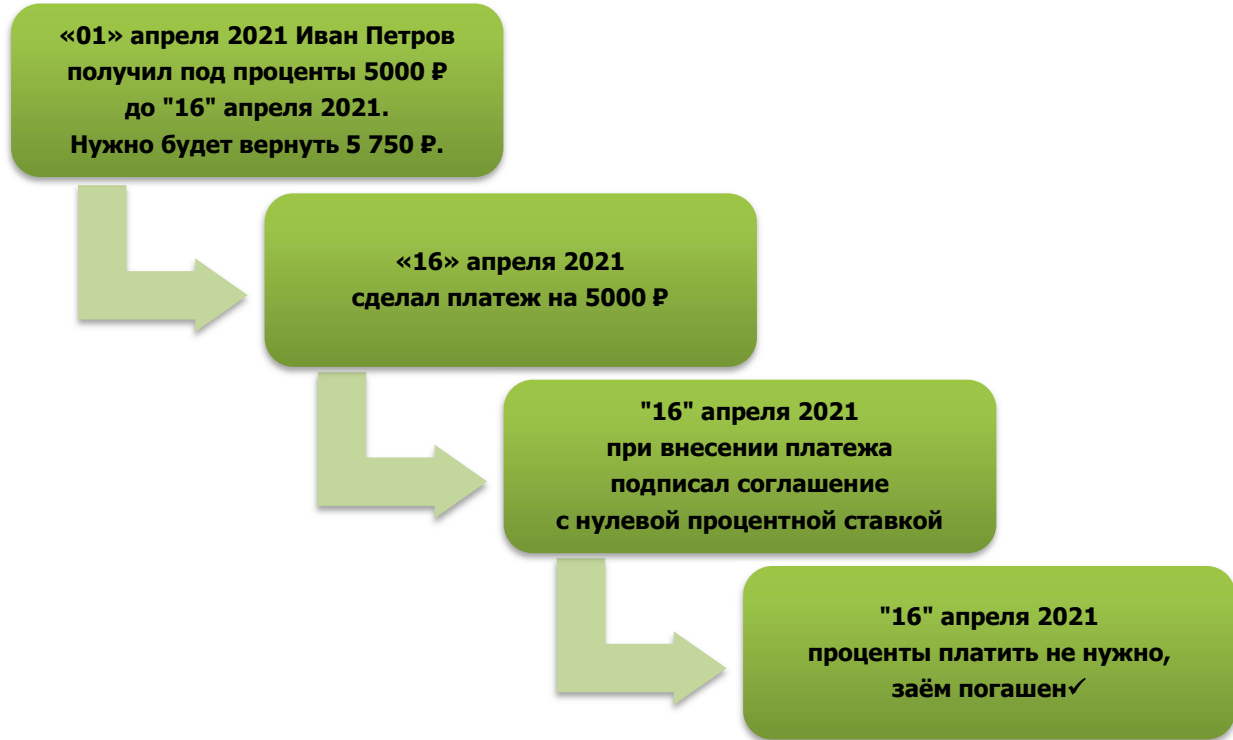 «01» апреля 2021 Иван Петров
получил под проценты 5000 ₽
до "16" апреля 2021.
Нужно будет вернуть 5 750 ₽.
«16» апреля 2021
сделал платеж на 5000 ₽
"16" апреля 2021
при внесении платежа
подписал соглашение
с нулевой процентной ставкой
"16" апреля 2021
проценты платить не нужно,
заём погашен✓